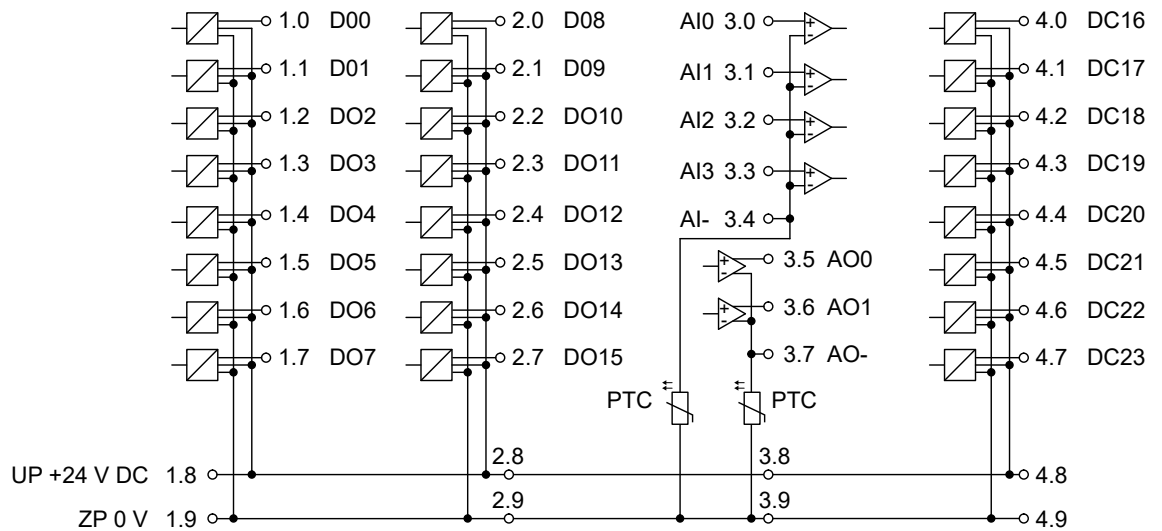 1.0 D00 2.0 D08 AI0 3.0 4.0 DC16
1.1 D01 2.1 D09 AI1 3.1 4.1 DC17
1.2 DO2 2.2 DO10 AI2 3.2 4.2 DC18
1.3 DO3 2.3 DO11 AI3 3.3 4.3 DC19
1.4 DO4 2.4 DO12 AI- 3.4 4.4 DC20
1.5 DO5 2.5 DO13 3.5 AO0 4.5 DC21
1.6 DO6 2.6 DO14 3.6 AO1 4.6 DC22
1.7 DO7 2.7 DO15 3.7 AO- 4.7 DC23
PTC PTC
UP +24 V DC 1.8 2.8 3.8 4.8
ZP 0 V 1.9 2.9 3.9 4.9